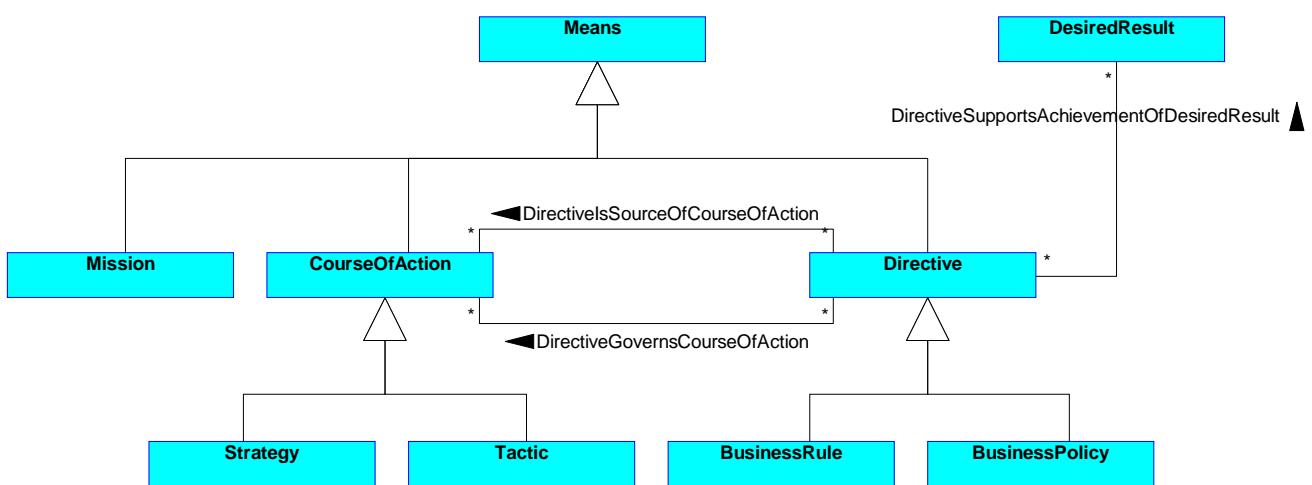 Means
DesiredResult
*
DirectiveSupportsAchievementOfDesiredResult
DirectiveIsSourceOfCourseOfAction
* *
Mission
CourseOfAction
Directive
*
* *
DirectiveGovernsCourseOfAction
Strategy
Tactic
BusinessRule
BusinessPolicy